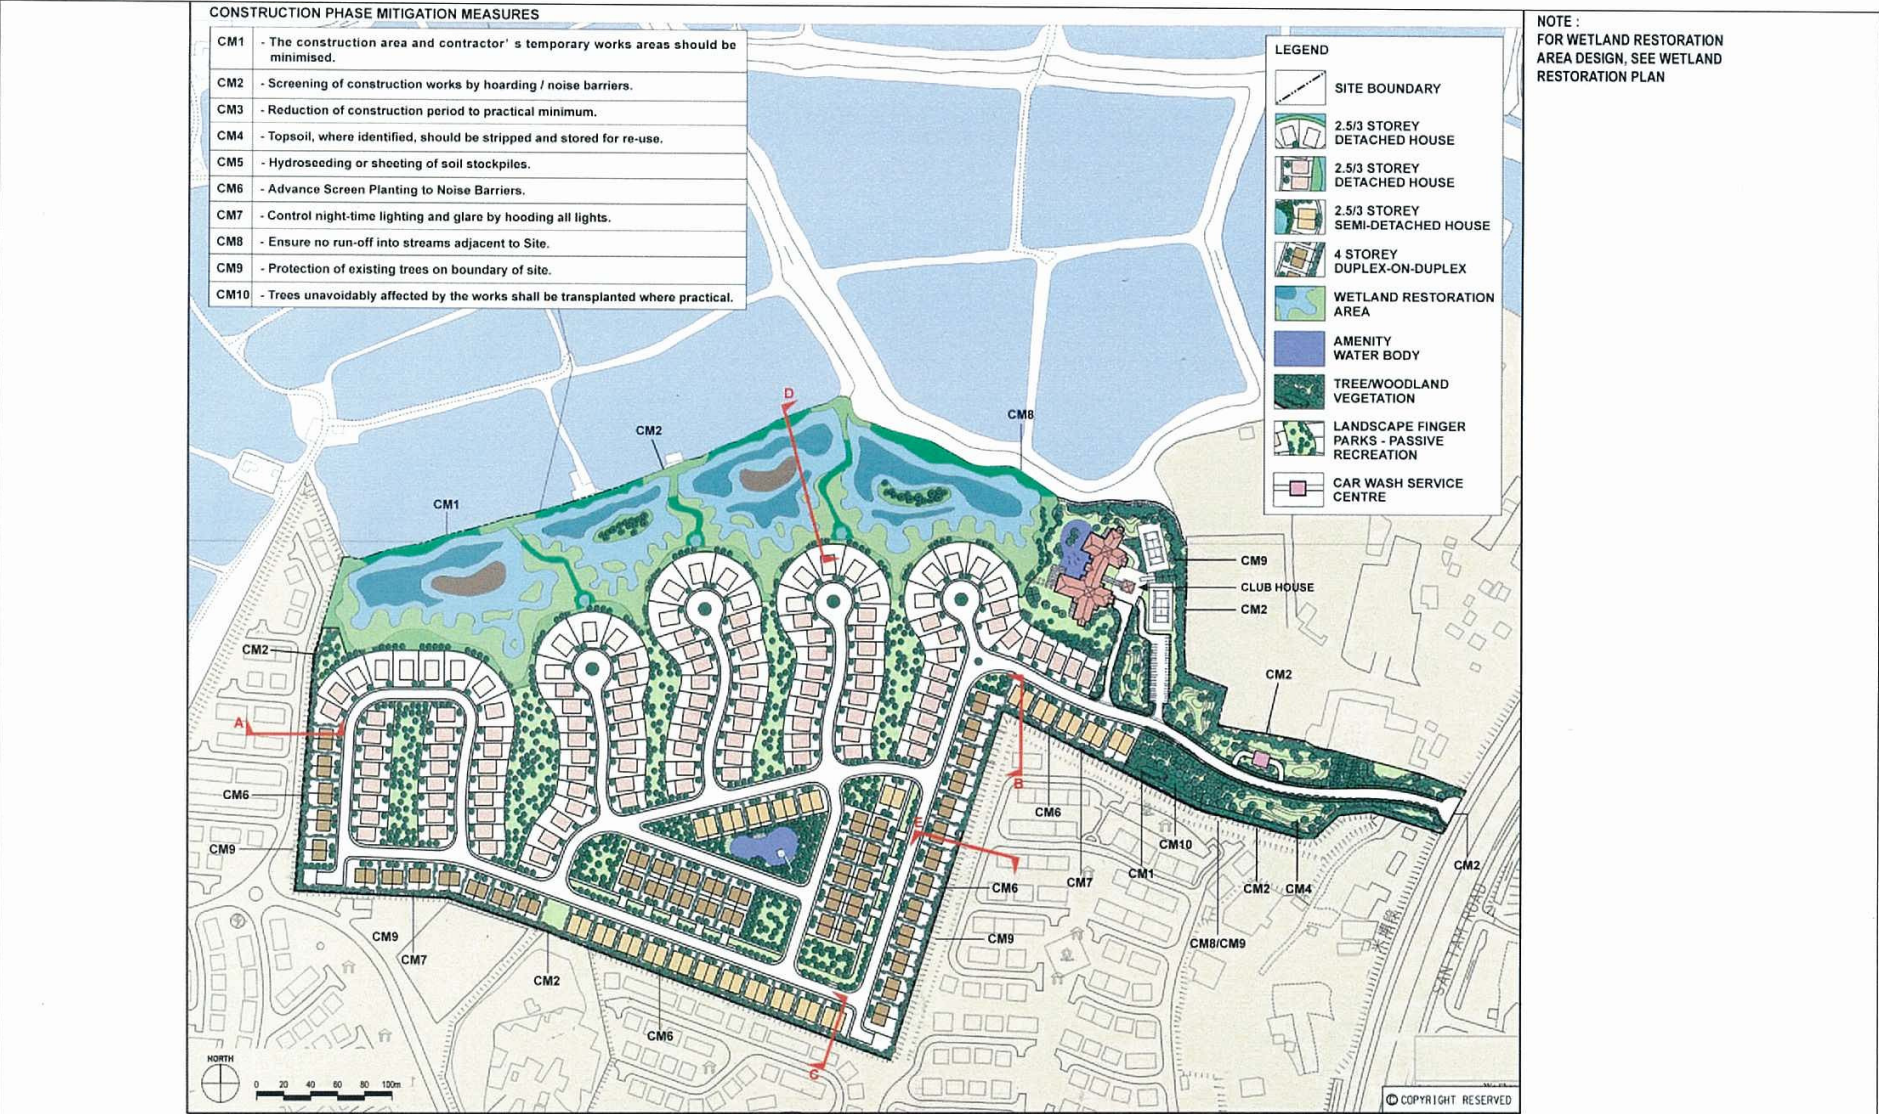 CONSTRUCTION PHASE MITIGATION MEASURES
CM1 - The construction area and contractor' s temporary works areas should be
minimised.
CM2 - Screening of construction works by hoarding / noise barriers.
CM3 - Reduction of construction period to practical minimum.
CM4 - Topsoil, where identified, should be stripped and stored for re-use.
CM5 - Hydroseeding or sheeting of soil stockpiles.
CM6 - Advance Screen Planting to Noise Barriers.
CM7 - Control night-time lighting and glare by hooding all lights.
CM8 - Ensure no run-off into streams adjacent to Site.
CM9 - Protection of existing trees on boundary of site.
CM10 - Trees unavoidably affected by the works shall be transplanted where practical.
LEGEND
SITE BOUNDARY
2.5/3 STOREY
DETACHED HOUSE
2.5/3 STOREY
DETACHED HOUSE
2.5/3 STOREY
SEMI-DETACHED HOUSE
4 STOREY
DUPLEX-ON-DUPLEX
WETLAND RESTORATION
AREA
AMENITY
WATER BODY
TREE/WOODLAND
VEGETATION
LANDSCAPE FINGER
PARKS - PASSIVE
RECREATION
CAR WASH SERVICE
CENTRE
NOTE :
FOR WETLAND RESTORATION
AREA DESIGN, SEE WETLAND
RESTORATION PLAN
D
CM8
CM2
CM1
CM9
CLUB HOUSE
CM2
CM2
CM2
A
CM6
B
CM6
E
CM10
CM9
CM2
CM1
CM7
CM6
CM2
CM4
CM9
CM9
CM8/CM9
CM7
CM2
CM6
C
SAN TAM ROAD
NORTH
0 20 40 60 80 100m
© COPYRIGHT RESERVED